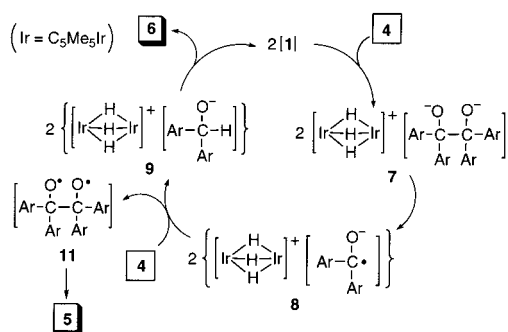 (Ir = C₅Me₅Ir)
6
2[1]
4
2 { [ Ir H H H Ir ]⁺ [ Ar–C–H O⁻ Ar ] }
9
2 [ Ir H H H Ir ]⁺ [ ⁻O O⁻ Ar–C–C–Ar Ar Ar ]
7
[ O• O• Ar–C–C–Ar Ar Ar ]
11
4
2 { [ Ir H H H Ir ]⁺ [ O⁻ Ar–C• Ar ] }
8
5